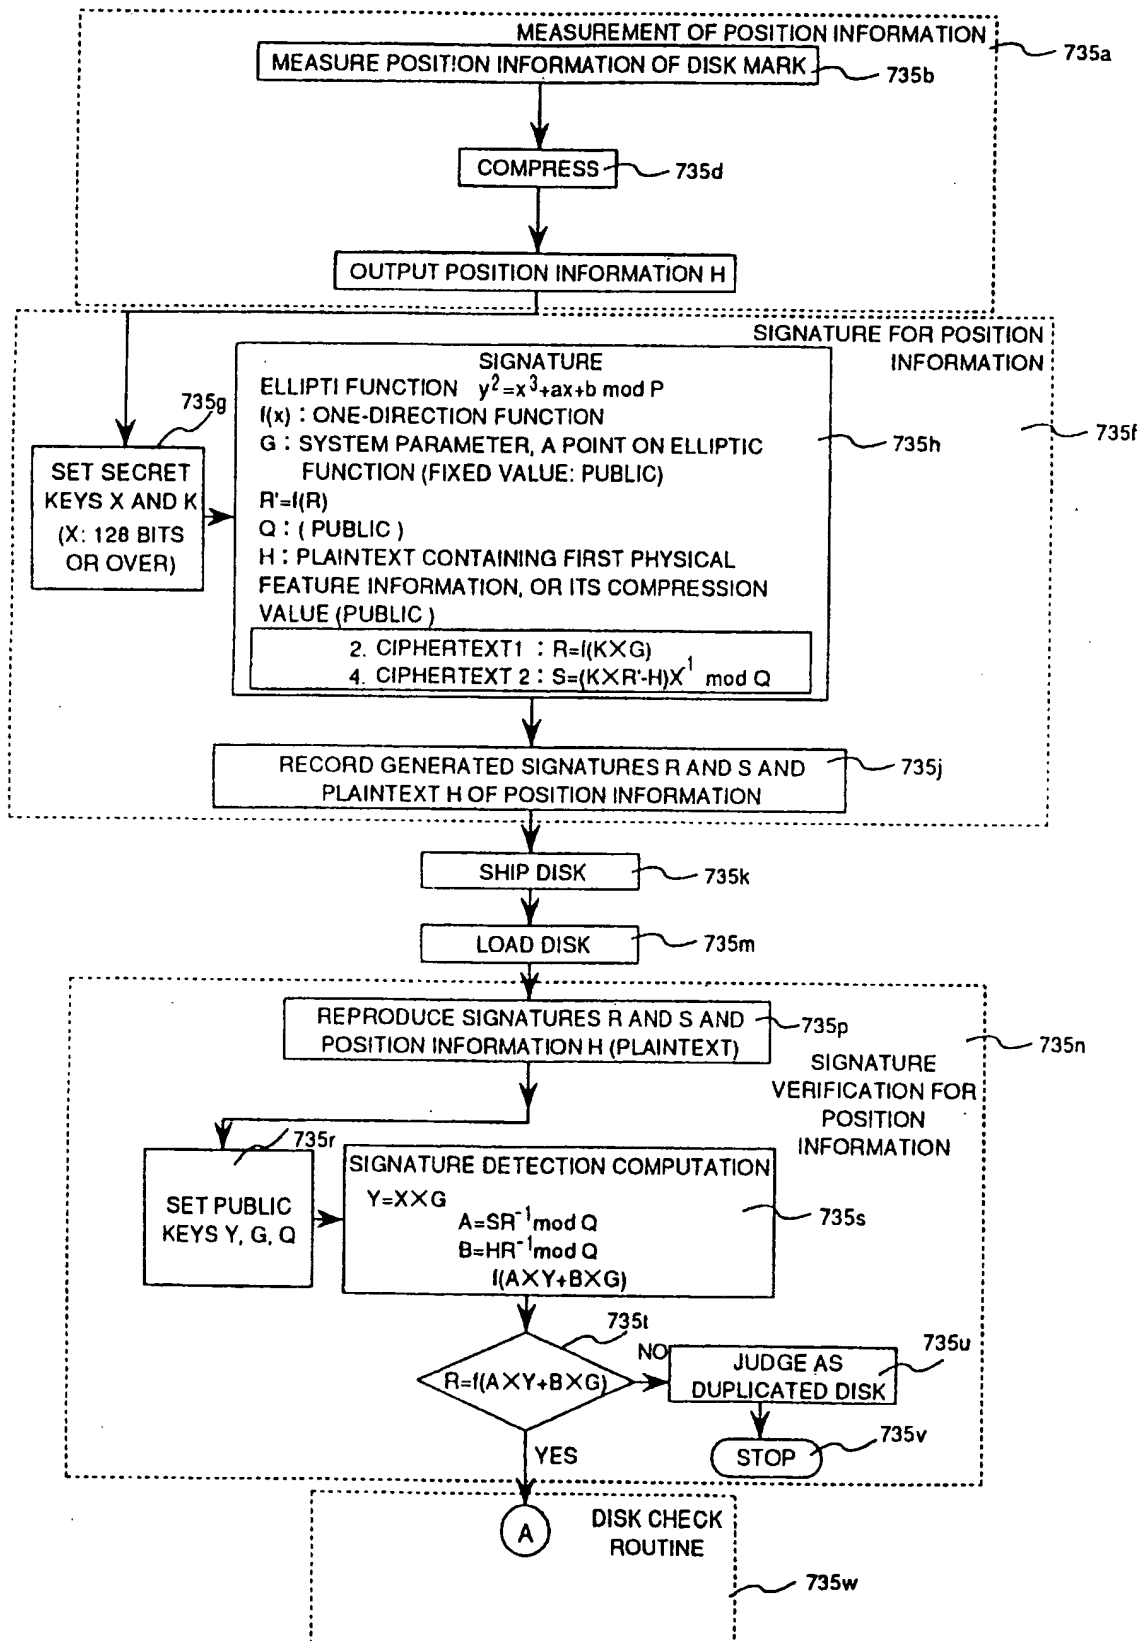 MEASUREMENT OF POSITION INFORMATION
735a
MEASURE POSITION INFORMATION OF DISK MARK
735b
COMPRESS
735d
OUTPUT POSITION INFORMATION H
SIGNATURE FOR POSITION
INFORMATION
735f
735g
SET SECRET
KEYS X AND K
(X: 128 BITS
OR OVER)
SIGNATURE
ELLIPTI FUNCTION y²=x³+ax+b mod P
f(x) : ONE-DIRECTION FUNCTION
G : SYSTEM PARAMETER, A POINT ON ELLIPTIC
FUNCTION (FIXED VALUE: PUBLIC)
R'=f(R)
Q : ( PUBLIC )
H : PLAINTEXT CONTAINING FIRST PHYSICAL
FEATURE INFORMATION, OR ITS COMPRESSION
VALUE (PUBLIC)
2. CIPHERTEXT1 : R=f(K×G)
4. CIPHERTEXT 2 : S=(K×R'-H)X¹ mod Q
735h
RECORD GENERATED SIGNATURES R AND S AND
PLAINTEXT H OF POSITION INFORMATION
735j
SHIP DISK
735k
LOAD DISK
735m
REPRODUCE SIGNATURES R AND S AND
POSITION INFORMATION H (PLAINTEXT)
735p
735n
SIGNATURE
VERIFICATION FOR
POSITION
INFORMATION
735r
SET PUBLIC
KEYS Y, G, Q
SIGNATURE DETECTION COMPUTATION
Y=X×G
A=SR⁻¹ mod Q
B=HR⁻¹ mod Q
f(A×Y+B×G)
735s
735t
R=f(A×Y+B×G)
NO
JUDGE AS
DUPLICATED DISK
735u
STOP
735v
YES
A
DISK CHECK
ROUTINE
735w